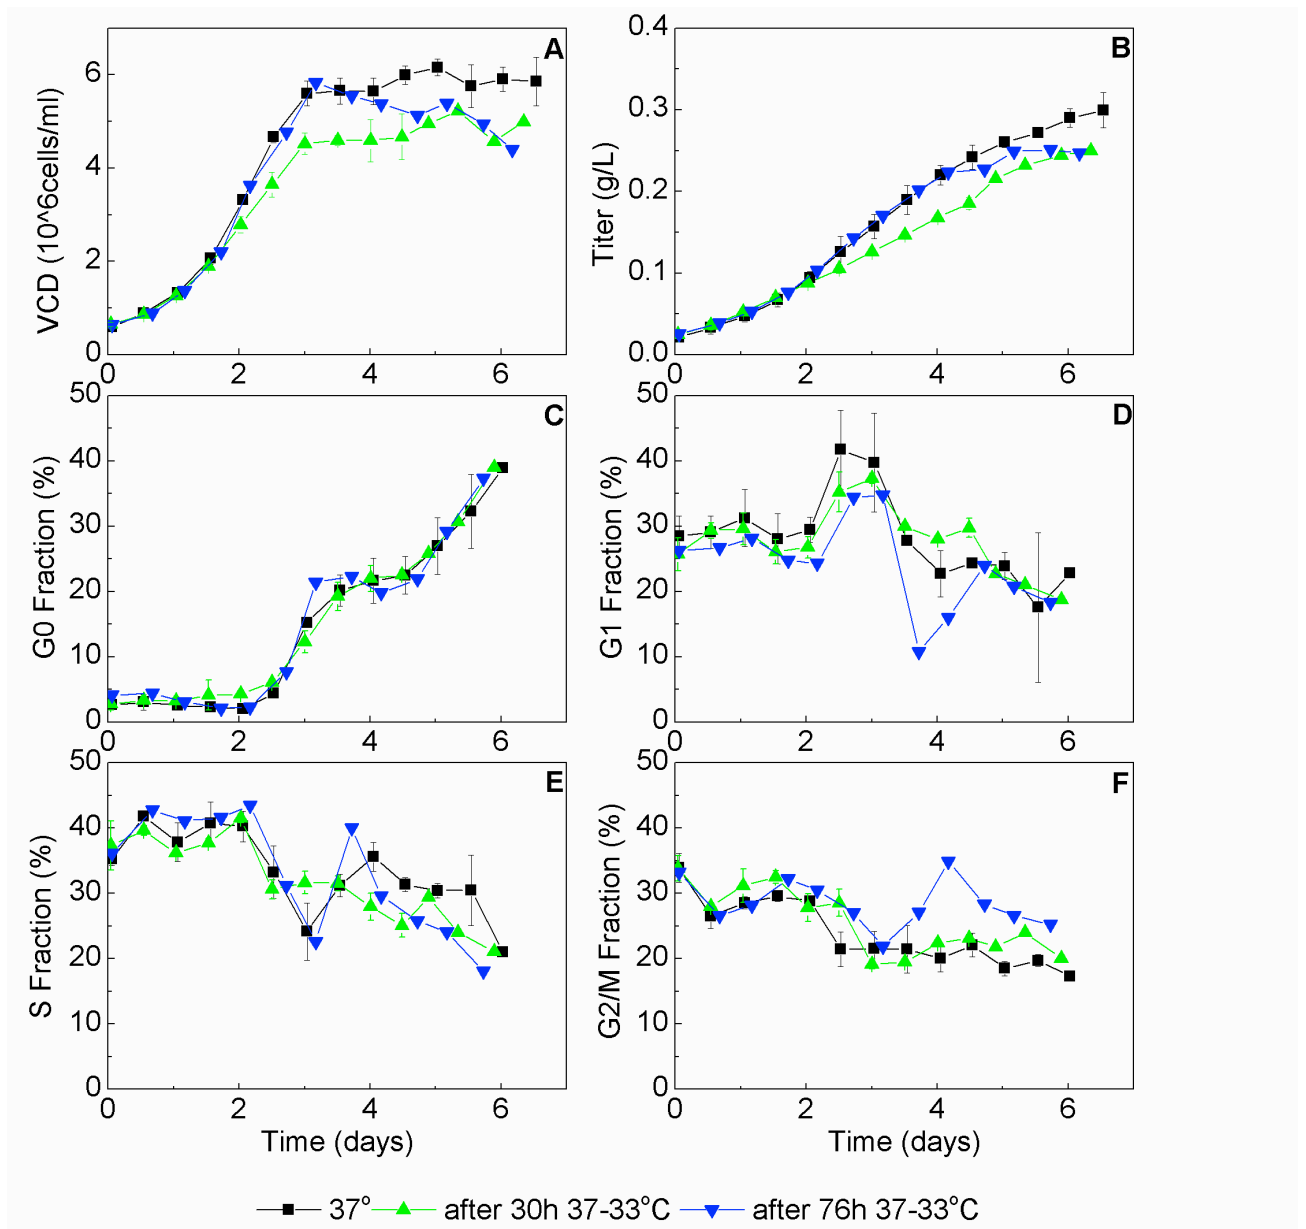 A
B
VCD (10^6cells/ml)
6
4
2
0
0 2 4 6
Titer (g/L)
0.4
0.3
0.2
0.1
0.0
0 2 4 6
C
D
G0 Fraction (%)
50
40
30
20
10
0
0 2 4 6
G1 Fraction (%)
50
40
30
20
10
0
0 2 4 6
E
F
S Fraction (%)
50
40
30
20
10
0
0 2 4 6
Time (days)
G2/M Fraction (%)
50
40
30
20
10
0
0 2 4 6
Time (days)
37° after 30h 37-33°C after 76h 37-33°C